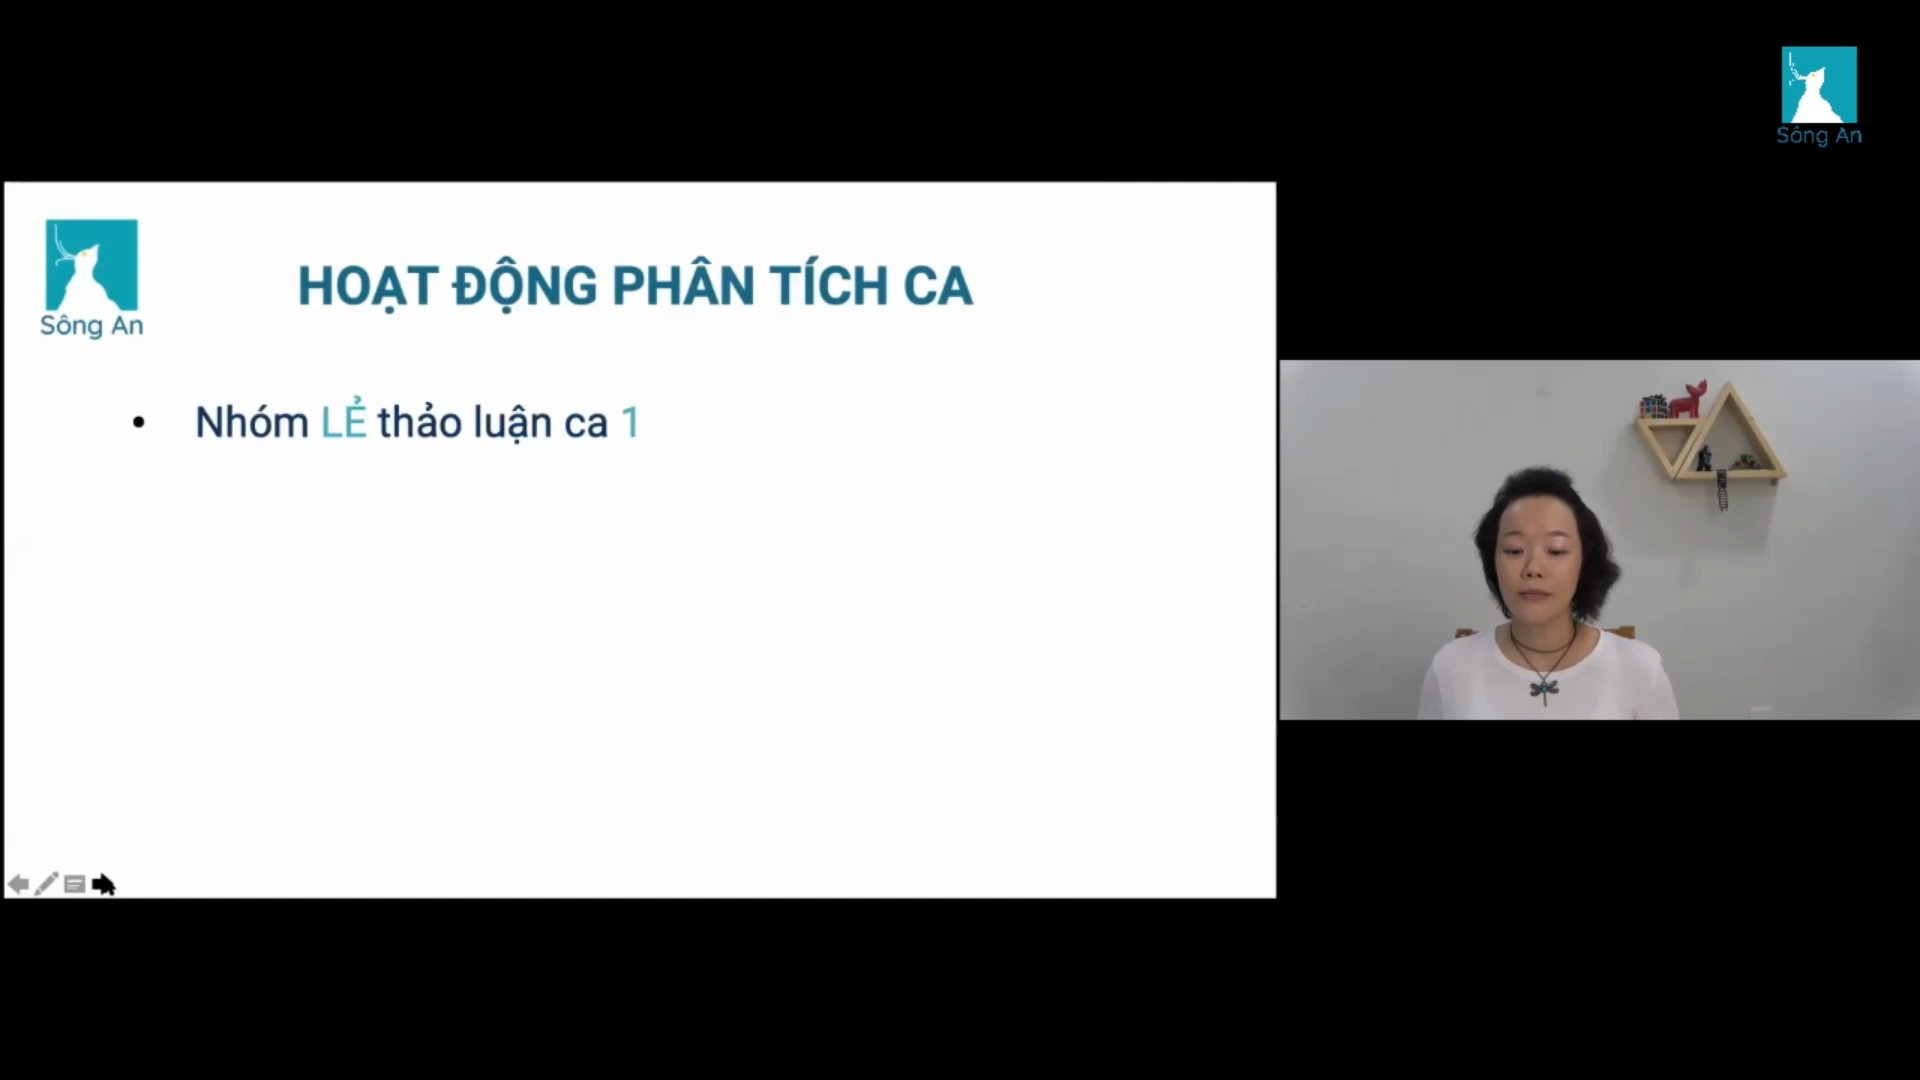 Sông An
Sông An
HOẠT ĐỘNG PHÂN TÍCH CA
• Nhóm LẺ thảo luận ca 1